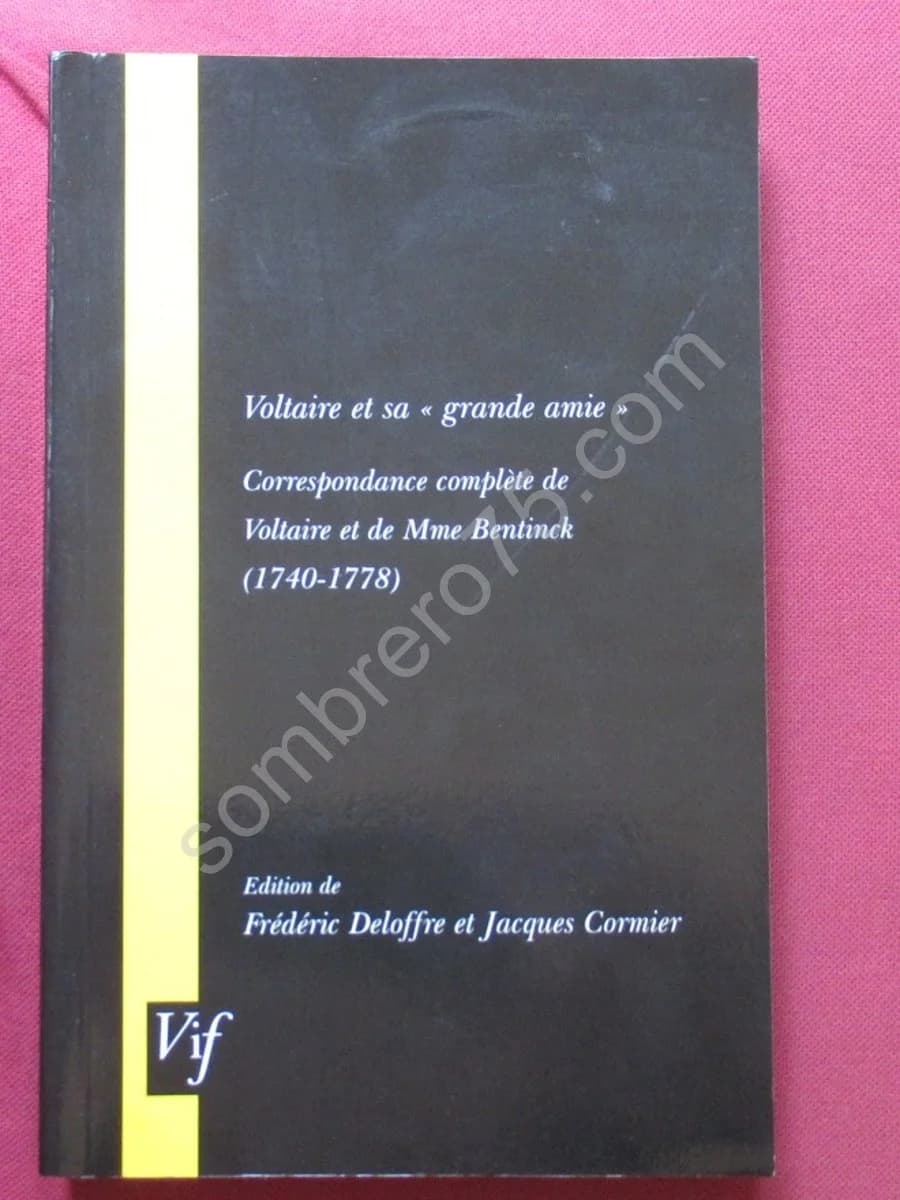 Voltaire et sa « grande amie »
Correspondance complète de
Voltaire et de Mme Bentinck
(1740-1778)
Edition de
Frédéric Deloffre et Jacques Cormier
Vif
sombrero76.com